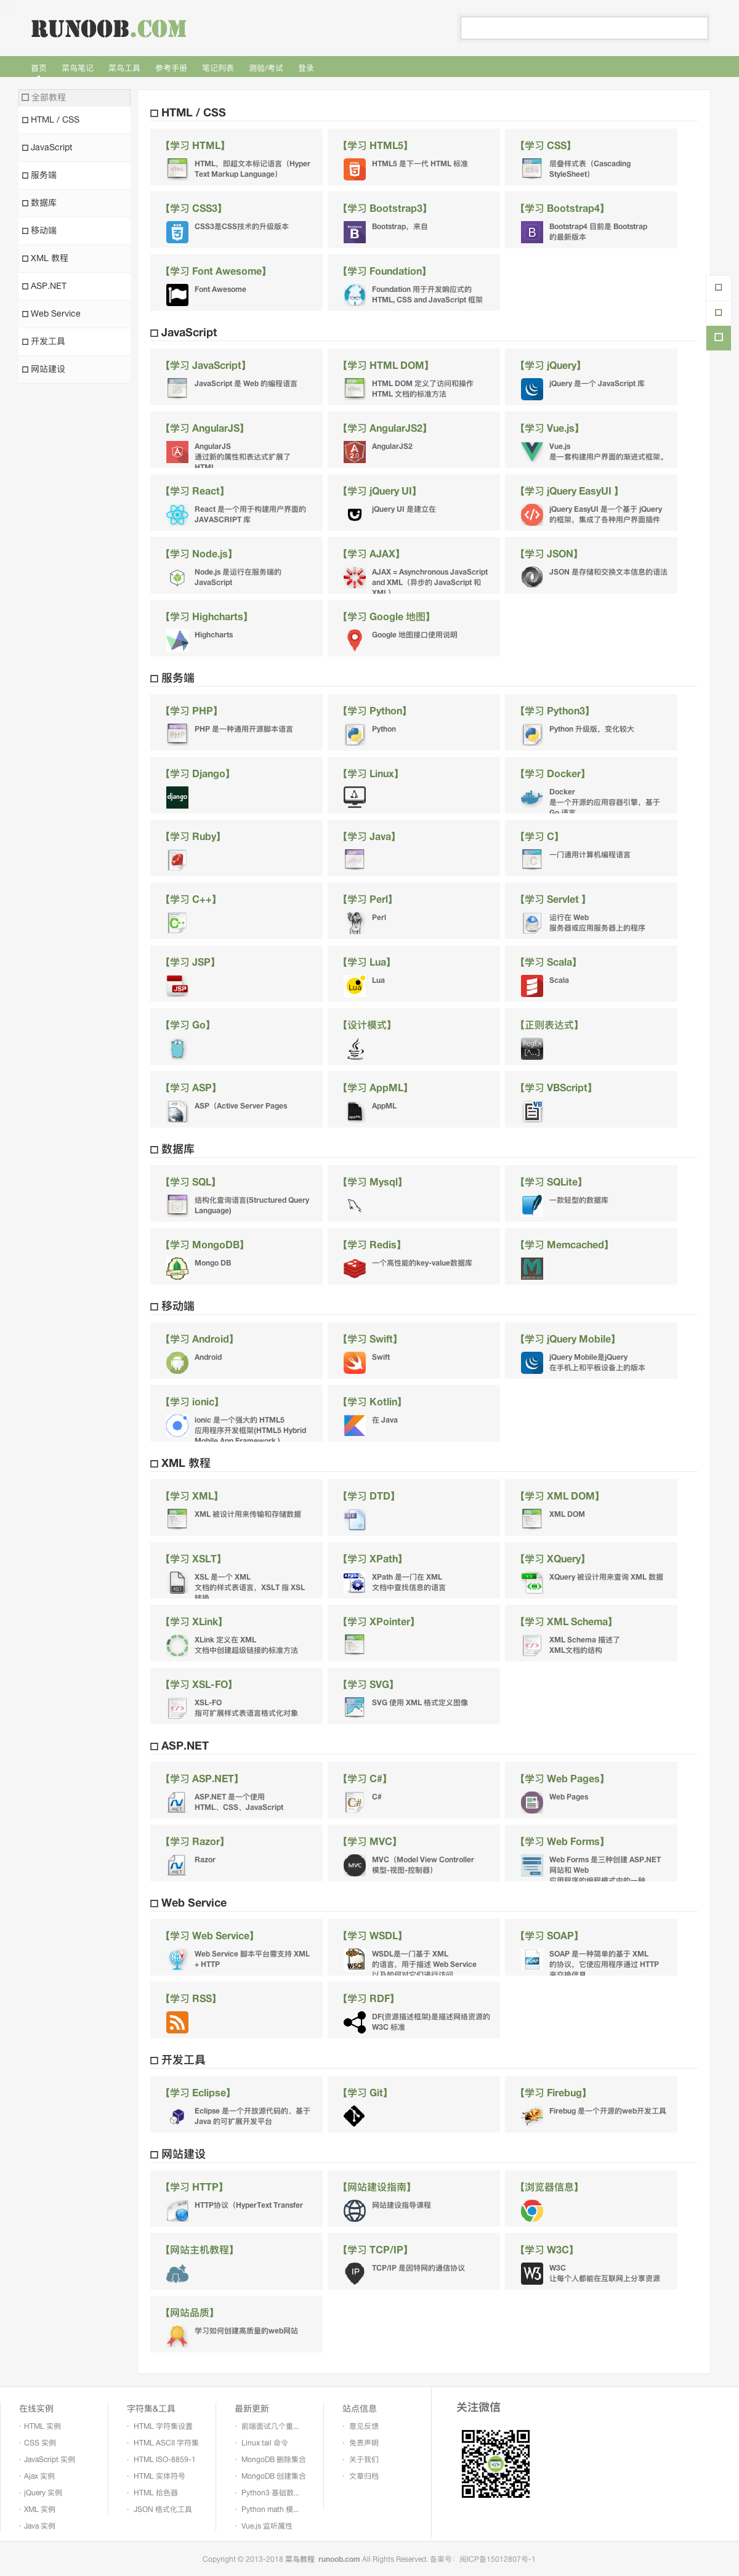 RUNOOB.COM
首页 菜鸟笔记 菜鸟工具 参考手册 笔记列表 测验/考试 登录
全部教程
HTML / CSS
JavaScript
服务端
数据库
移动端
XML 教程
ASP.NET
Web Service
开发工具
网站建设
HTML / CSS
【学习 HTML】
HTML，即超文本标记语言（Hyper
Text Markup Language）
【学习 HTML5】
HTML5 是下一代 HTML 标准
【学习 CSS】
层叠样式表（Cascading
StyleSheet）
【学习 CSS3】
CSS3是CSS技术的升级版本
【学习 Bootstrap3】
Bootstrap，来自
【学习 Bootstrap4】
Bootstrap4 目前是 Bootstrap
的最新版本
【学习 Font Awesome】
Font Awesome
【学习 Foundation】
Foundation 用于开发响应式的
HTML, CSS and JavaScript 框架
JavaScript
【学习 JavaScript】
JavaScript 是 Web 的编程语言
【学习 HTML DOM】
HTML DOM 定义了访问和操作
HTML 文档的标准方法
【学习 jQuery】
jQuery 是一个 JavaScript 库
【学习 AngularJS】
AngularJS
通过新的属性和表达式扩展了
HTML
【学习 AngularJS2】
AngularJS2
【学习 Vue.js】
Vue.js
是一套构建用户界面的渐进式框架。
【学习 React】
React 是一个用于构建用户界面的
JAVASCRIPT 库
【学习 jQuery UI】
jQuery UI 是建立在
【学习 jQuery EasyUI 】
jQuery EasyUI 是一个基于 jQuery
的框架，集成了各种用户界面插件
【学习 Node.js】
Node.js 是运行在服务端的
JavaScript
【学习 AJAX】
AJAX = Asynchronous JavaScript
and XML（异步的 JavaScript 和
XML）
【学习 JSON】
JSON 是存储和交换文本信息的语法
【学习 Highcharts】
Highcharts
【学习 Google 地图】
Google 地图接口使用说明
服务端
【学习 PHP】
PHP 是一种通用开源脚本语言
【学习 Python】
Python
【学习 Python3】
Python 升级版，变化较大
【学习 Django】
【学习 Linux】
【学习 Docker】
Docker
是一个开源的应用容器引擎，基于
Go 语言
【学习 Ruby】
【学习 Java】
【学习 C】
一门通用计算机编程语言
【学习 C++】
【学习 Perl】
Perl
【学习 Servlet 】
运行在 Web
服务器或应用服务器上的程序
【学习 JSP】
【学习 Lua】
Lua
【学习 Scala】
Scala
【学习 Go】
【设计模式】
【正则表达式】
【学习 ASP】
ASP（Active Server Pages
【学习 AppML】
AppML
【学习 VBScript】
数据库
【学习 SQL】
结构化查询语言(Structured Query
Language)
【学习 Mysql】
【学习 SQLite】
一款轻型的数据库
【学习 MongoDB】
Mongo DB
【学习 Redis】
一个高性能的key-value数据库
【学习 Memcached】
移动端
【学习 Android】
Android
【学习 Swift】
Swift
【学习 jQuery Mobile】
jQuery Mobile是jQuery
在手机上和平板设备上的版本
【学习 ionic】
ionic 是一个强大的 HTML5
应用程序开发框架(HTML5 Hybrid
Mobile App Framework )
【学习 Kotlin】
在 Java
XML 教程
【学习 XML】
XML 被设计用来传输和存储数据
【学习 DTD】
【学习 XML DOM】
XML DOM
【学习 XSLT】
XSL 是一个 XML
文档的样式表语言，XSLT 指 XSL
转换
【学习 XPath】
XPath 是一门在 XML
文档中查找信息的语言
【学习 XQuery】
XQuery 被设计用来查询 XML 数据
【学习 XLink】
XLink 定义在 XML
文档中创建超级链接的标准方法
【学习 XPointer】
【学习 XML Schema】
XML Schema 描述了
XML文档的结构
【学习 XSL-FO】
XSL-FO
指可扩展样式表语言格式化对象
【学习 SVG】
SVG 使用 XML 格式定义图像
ASP.NET
【学习 ASP.NET】
ASP.NET 是一个使用
HTML、CSS、JavaScript
【学习 C#】
C#
【学习 Web Pages】
Web Pages
【学习 Razor】
Razor
【学习 MVC】
MVC（Model View Controller
模型-视图-控制器）
【学习 Web Forms】
Web Forms 是三种创建 ASP.NET
网站和 Web
应用程序的编程模式中的一种
Web Service
【学习 Web Service】
Web Service 脚本平台需支持 XML
+ HTTP
【学习 WSDL】
WSDL是一门基于 XML
的语言，用于描述 Web Service
以及如何对它们进行访问
【学习 SOAP】
SOAP 是一种简单的基于 XML
的协议，它使应用程序通过 HTTP
来交换信息
【学习 RSS】
【学习 RDF】
DF(资源描述框架)是描述网络资源的
W3C 标准
开发工具
【学习 Eclipse】
Eclipse 是一个开放源代码的、基于
Java 的可扩展开发平台
【学习 Git】
【学习 Firebug】
Firebug 是一个开源的web开发工具
网站建设
【学习 HTTP】
HTTP协议（HyperText Transfer
【网站建设指南】
网站建设指导课程
【浏览器信息】
【网站主机教程】
【学习 TCP/IP】
TCP/IP 是因特网的通信协议
【学习 W3C】
W3C
让每个人都能在互联网上分享资源
【网站品质】
学习如何创建高质量的web网站
在线实例
· HTML 实例
· CSS 实例
· JavaScript 实例
· Ajax 实例
· jQuery 实例
· XML 实例
· Java 实例
字符集&工具
· HTML 字符集设置
· HTML ASCII 字符集
· HTML ISO-8859-1
· HTML 实体符号
· HTML 拾色器
· JSON 格式化工具
最新更新
· 前端面试几个重...
· Linux tail 命令
· MongoDB 删除集合
· MongoDB 创建集合
· Python3 基础数...
· Python math 模...
· Vue.js 监听属性
站点信息
· 意见反馈
· 免责声明
· 关于我们
· 文章归档
关注微信
Copyright © 2013-2018 菜鸟教程 runoob.com All Rights Reserved. 备案号：闽ICP备15012807号-1